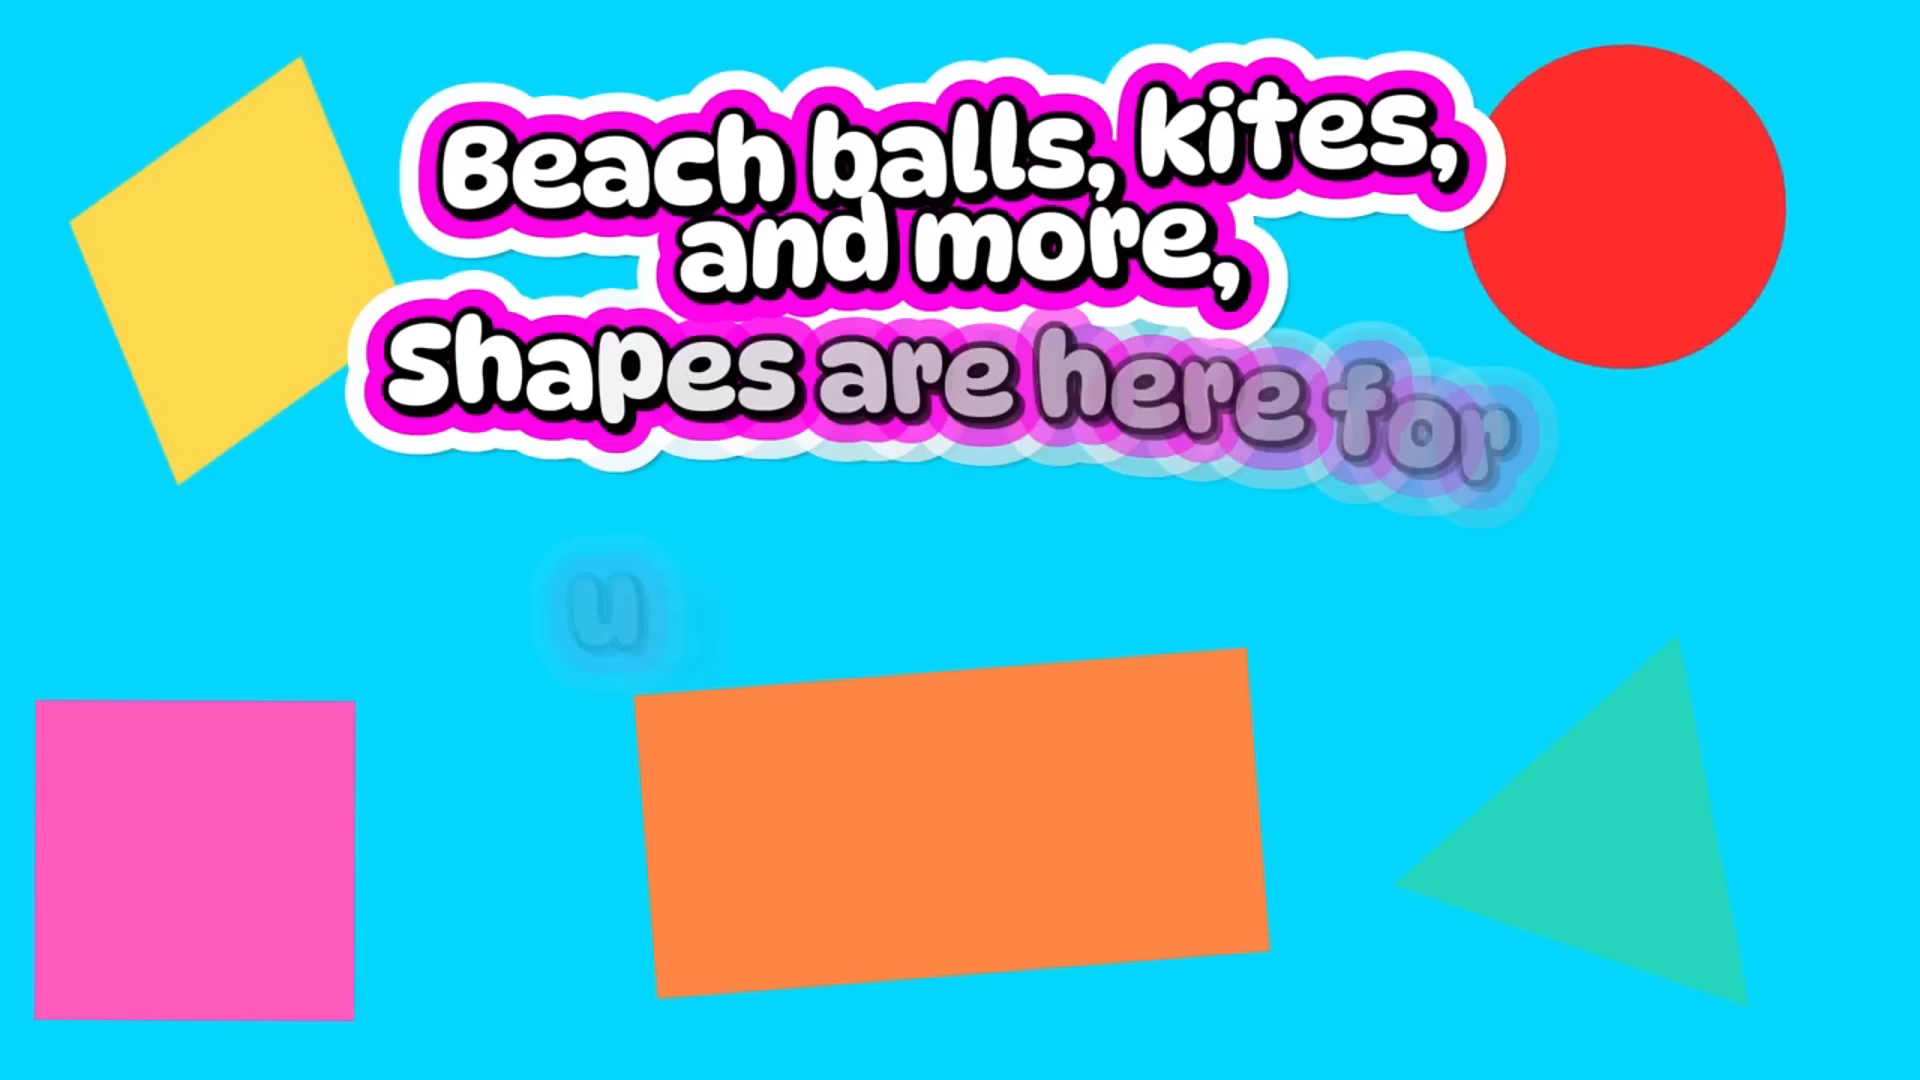 Beach balls, kites,
and more,
Shapes are here for
u